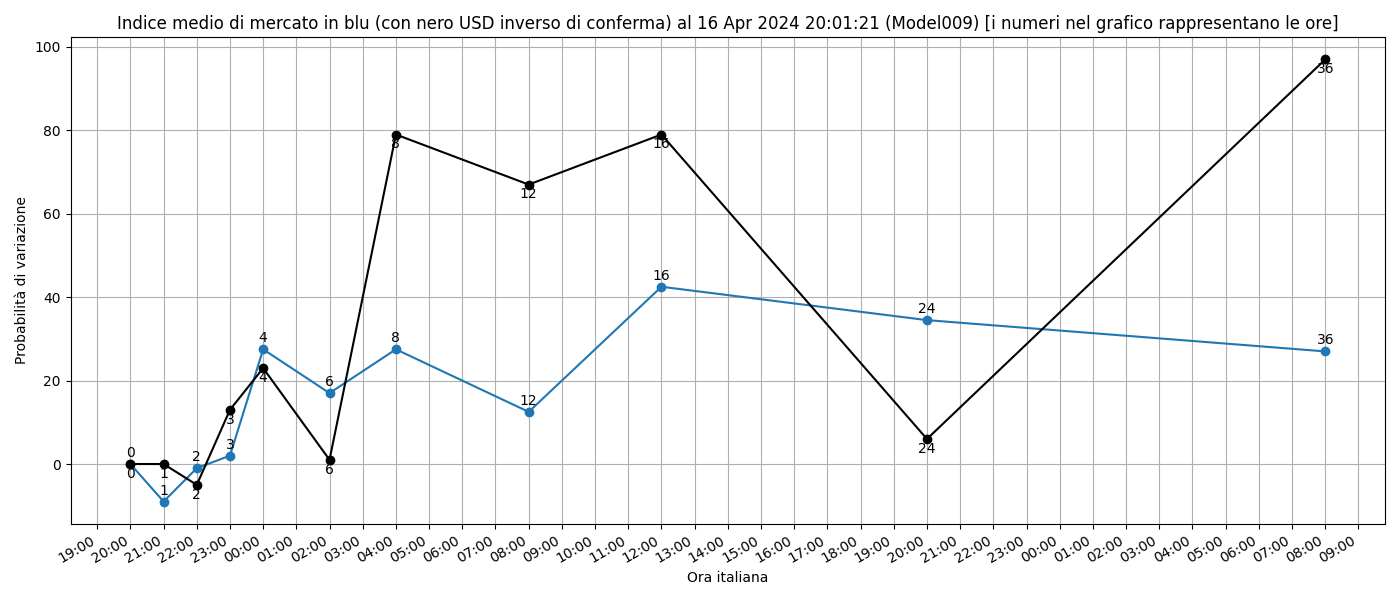 Indice medio di mercato in blu (con nero USD inverso di conferma) al 16 Apr 2024 20:01:21 (Model009) [i numeri nel grafico rappresentano le ore]
Probabilità di variazione
100
80
60
40
20
0
0 1 2 3 4 6 8 12 16 24 36
0 1 2 3 4 6 8 12 16 24 36
19:00 20:00 21:00 22:00 23:00 00:00 01:00 02:00 03:00 04:00 05:00 06:00 07:00 08:00 09:00 10:00 11:00 12:00 13:00 14:00 15:00 16:00 17:00 18:00 19:00 20:00 21:00 22:00 23:00 00:00 01:00 02:00 03:00 04:00 05:00 06:00 07:00 08:00 09:00
Ora italiana